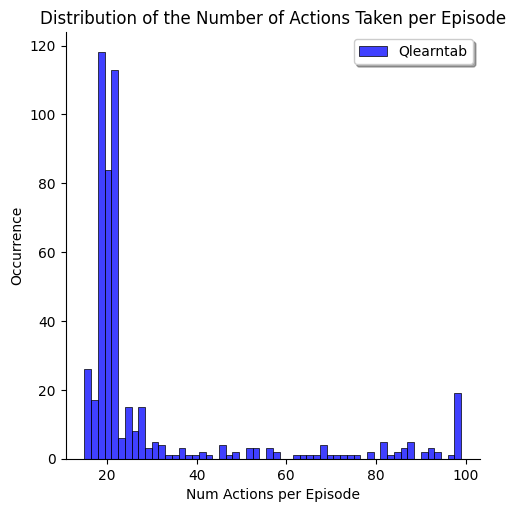 Distribution of the Number of Actions Taken per Episode
Qlearntab
120
100
80
60
40
20
0
Occurrence
20 40 60 80 100
Num Actions per Episode